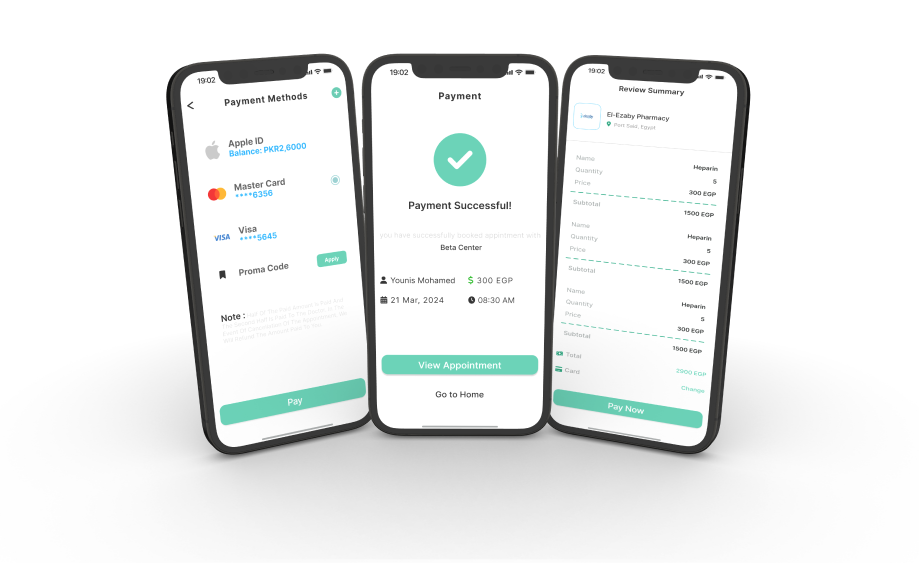 19:02
Payment Methods
Apple ID
Balance: PKR2,6000
Master Card
****6356
VISA
Visa
****5645
Proma Code
Apply
Note :
Pay
19:02
Payment
Payment Successful!
you have successfully booked appointment with
Beta Center
Younis Mohamed
$ 300 EGP
21 Mar, 2024
08:30 AM
View Appointment
Go to Home
19:02
Review Summary
El-Ezaby Pharmacy
Port Said, Egypt
Name Heparin
Quantity 5
Price 300 EGP
Subtotal 1500 EGP
Name Heparin
Quantity 5
Price 300 EGP
Subtotal 1500 EGP
Name Heparin
Quantity 5
Price 300 EGP
Subtotal 1500 EGP
Total 2900 EGP
Card Change
Pay Now